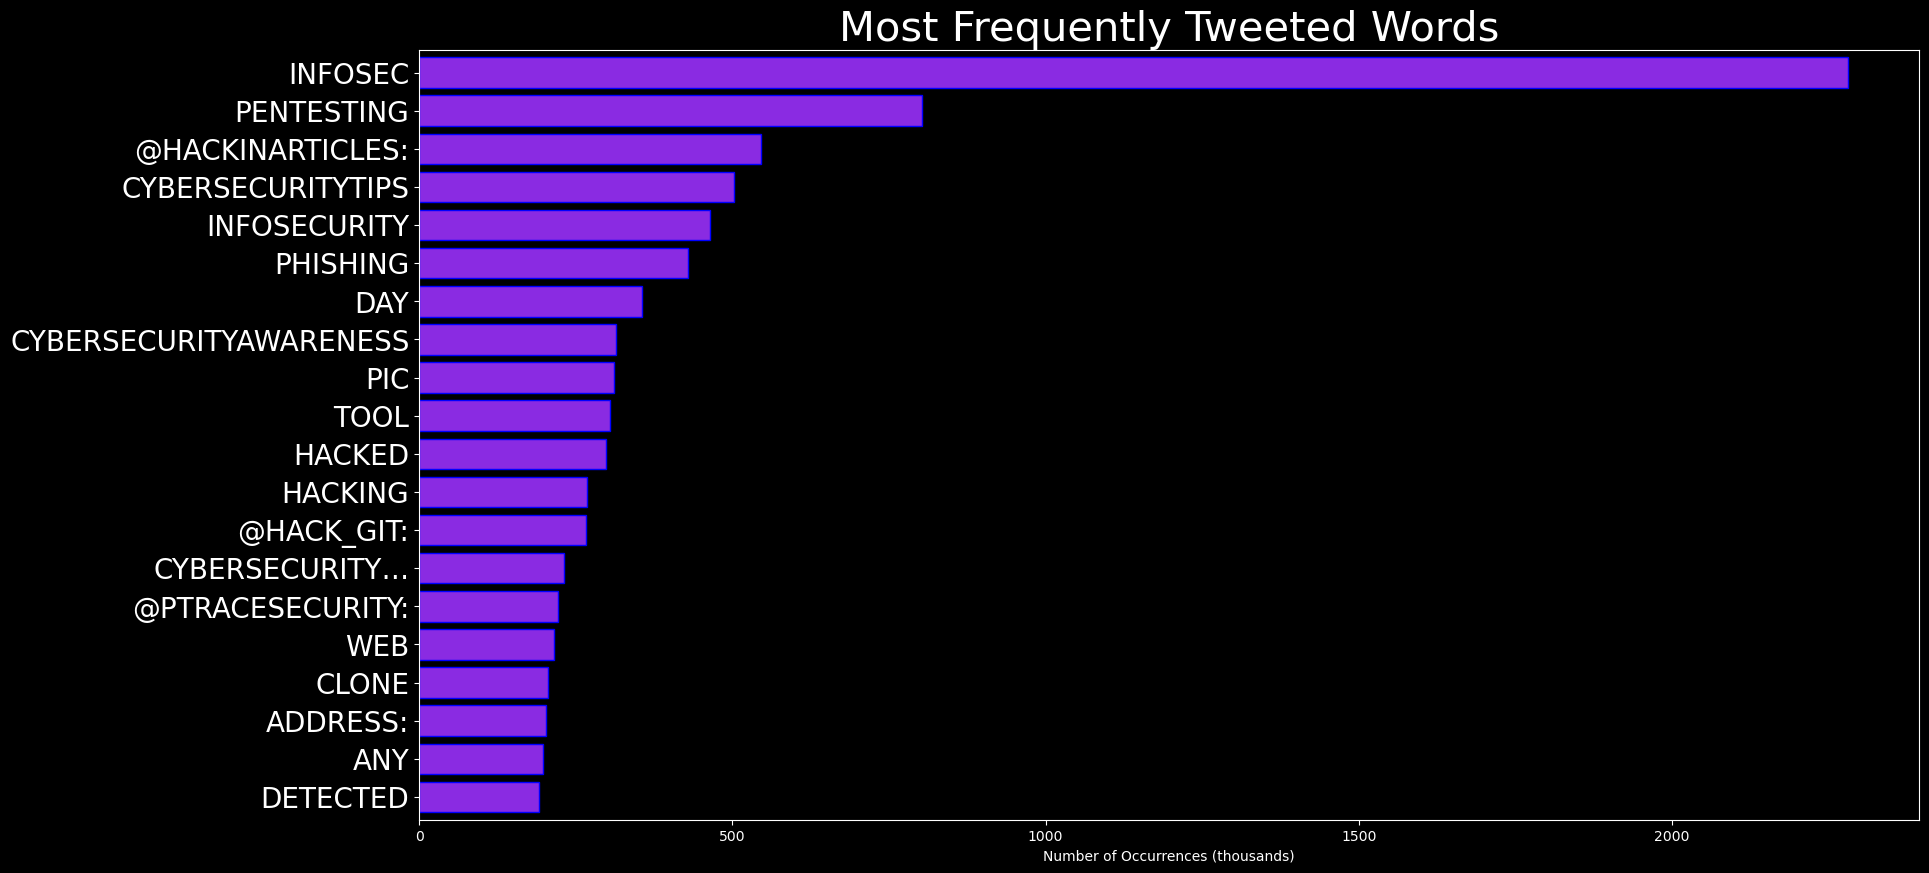 Most Frequently Tweeted Words
INFOSEC
PENTESTING
@HACKINARTICLES:
CYBERSECURITYTIPS
INFOSECURITY
PHISHING
DAY
CYBERSECURITYAWARENESS
PIC
TOOL
HACKED
HACKING
@HACK_GIT:
CYBERSECURITY…
@PTRACESECURITY:
WEB
CLONE
ADDRESS:
ANY
DETECTED
0 500 1000 1500 2000
Number of Occurrences (thousands)